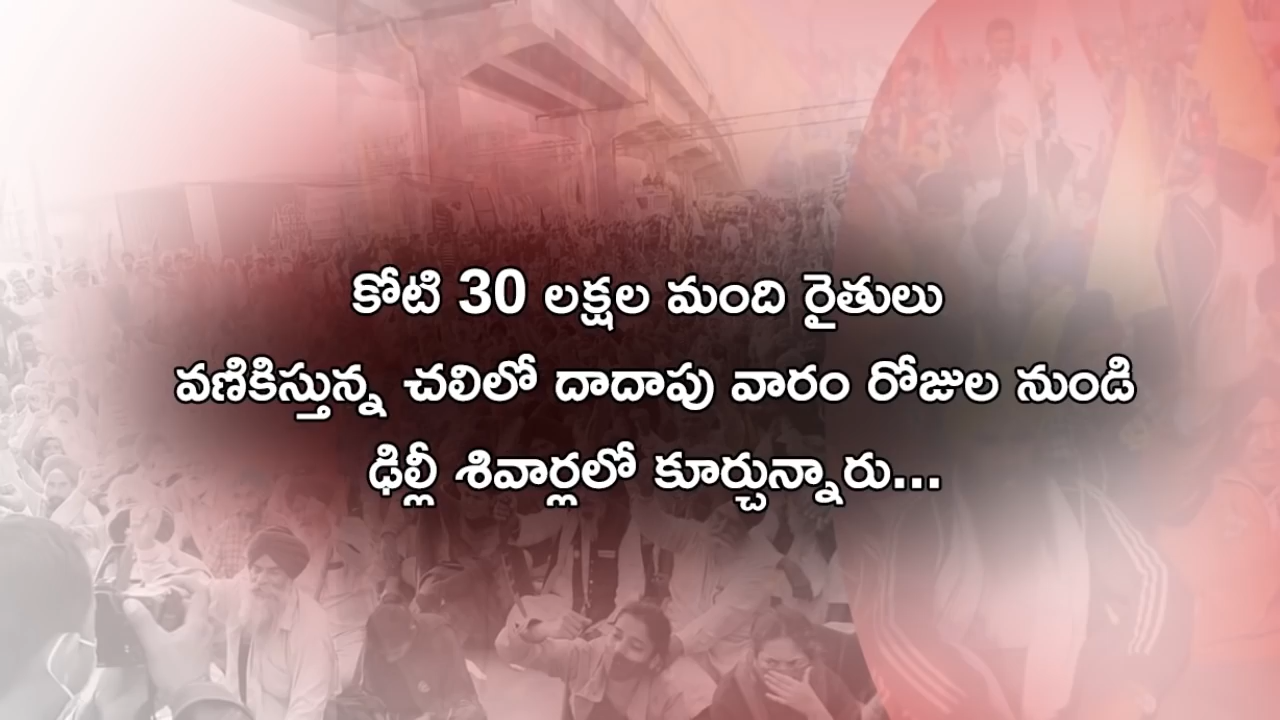 కోటి 30 లక్షల మంది రైతులు
వణికిస్తున్న చలిలో దాదాపు వారం రోజుల నుండి
ఢిల్లీ శివార్లలో కూర్చున్నారు...